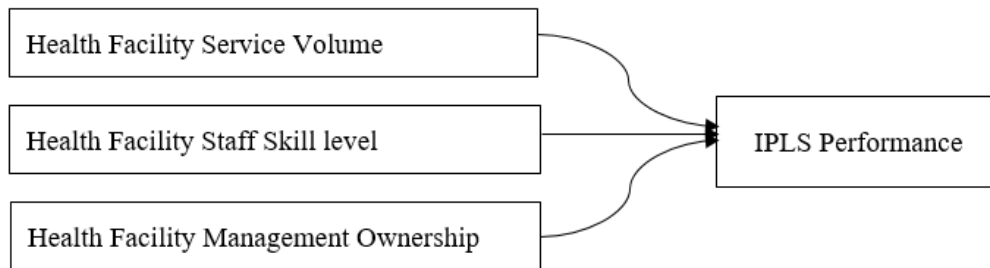 Health Facility Service Volume
Health Facility Staff Skill level
IPLS Performance
Health Facility Management Ownership